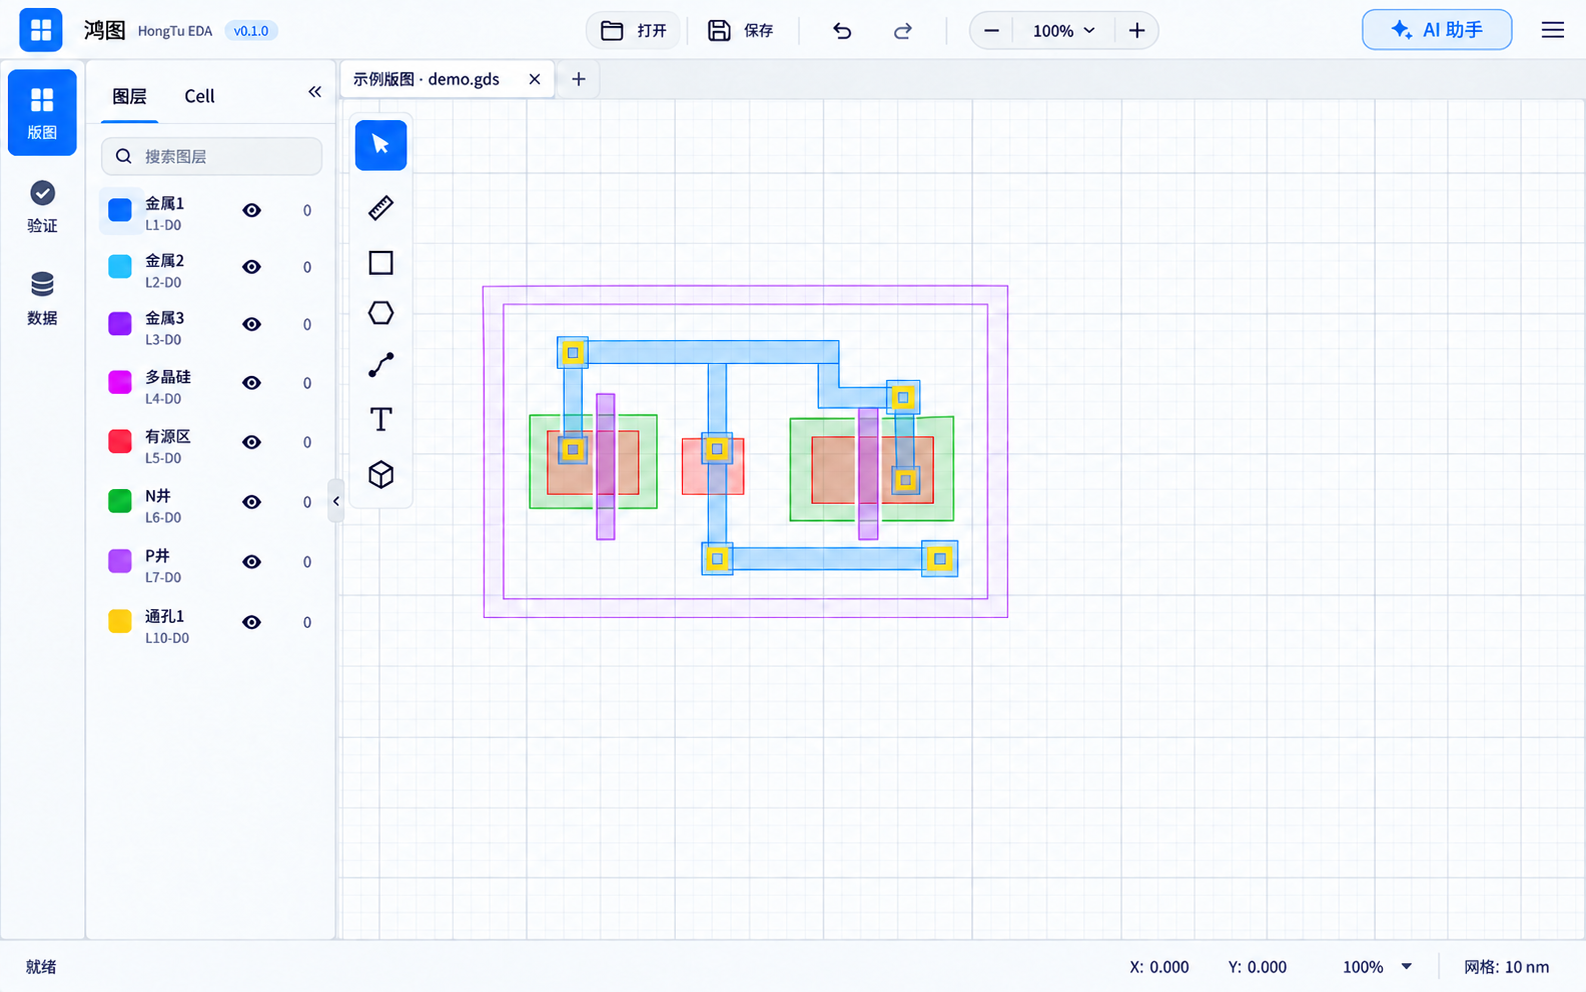 鸿图 HongTu EDA v0.1.0 打开 保存 100% AI 助手
示例版图 · demo.gds
版图
验证
数据
图层 Cell
搜索图层
金属1 0
L1-D0
金属2 0
L2-D0
金属3 0
L3-D0
多晶硅 0
L4-D0
有源区 0
L5-D0
N井 0
L6-D0
P井 0
L7-D0
通孔1 0
L10-D0
就绪 X: 0.000 Y: 0.000 100% 网格: 10 nm